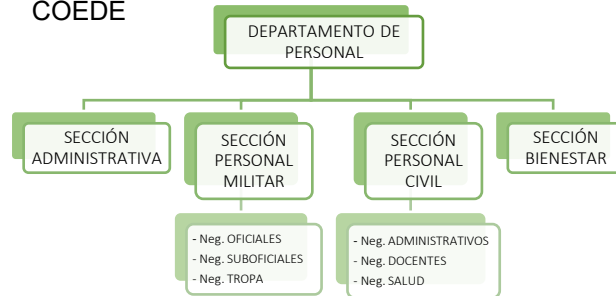 COEDE
DEPARTAMENTO DE
PERSONAL
SECCIÓN
ADMINISTRATIVA
SECCIÓN
PERSONAL
MILITAR
SECCIÓN
PERSONAL
CIVIL
SECCIÓN
BIENESTAR
- Neg. OFICIALES
- Neg. SUBOFICIALES
- Neg. TROPA
- Neg. ADMINISTRATIVOS
- Neg. DOCENTES
- Neg. SALUD